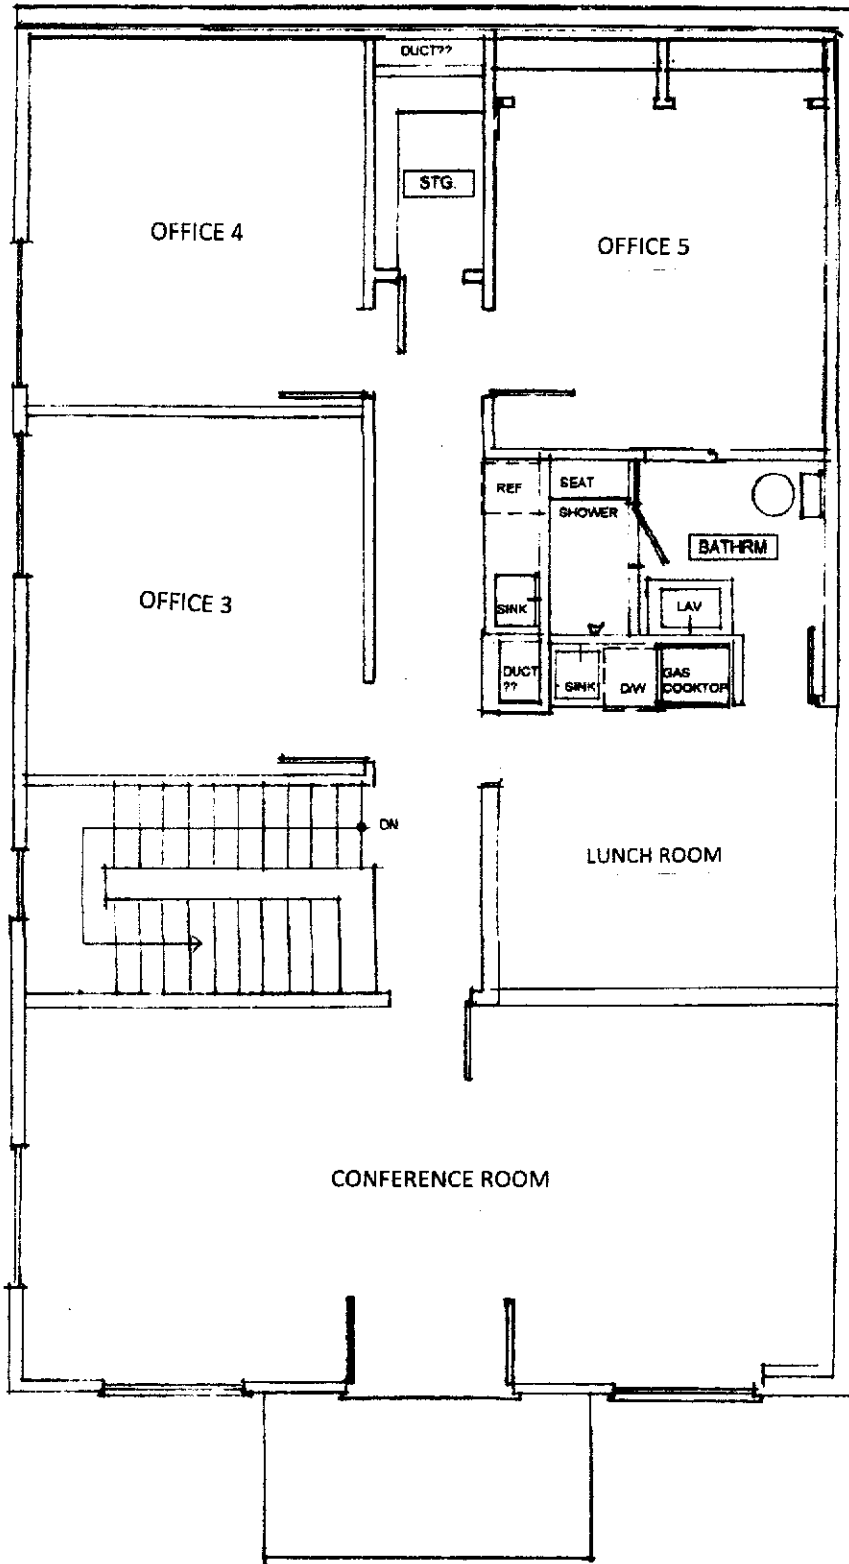 DUCT??
STG.
OFFICE 4
OFFICE 5
REF
SEAT
SHOWER
BATHRM
OFFICE 3
SINK
LAV
DUCT
??
SINK
D/W
GAS
COOKTOP
DN
LUNCH ROOM
CONFERENCE ROOM